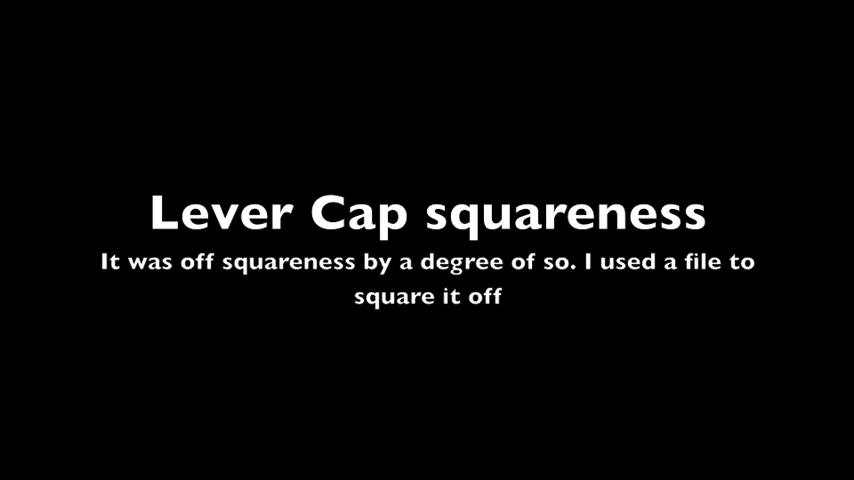 Lever Cap squareness
It was off squareness by a degree of so. I used a file to
square it off